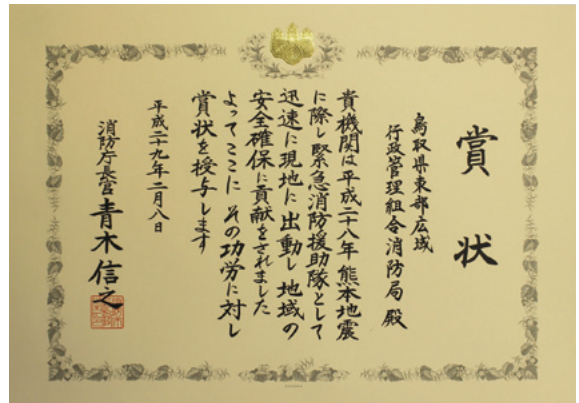 賞状
鳥取県東部広域
行政管理組合消防局 殿
貴機関は平成二十八年熊本地震
に際し緊急消防援助隊として
迅速に現地に出動し地域の
安全確保に貢献をされました
よってここにその功労に対し
賞状を授与します
平成二十九年二月八日
消防庁長官 青木信之